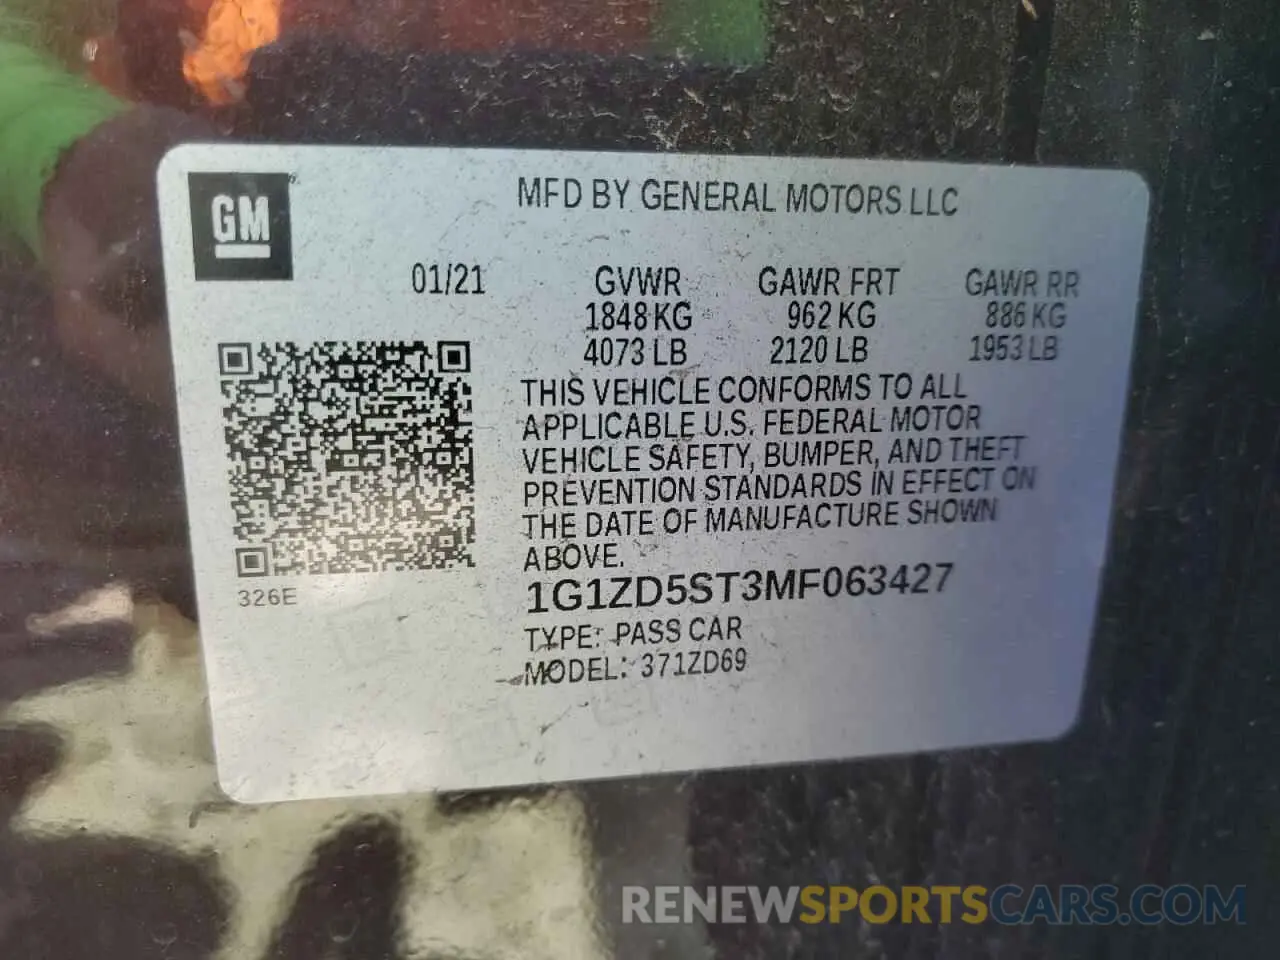 GM
MFD BY GENERAL MOTORS LLC
01/21 GVWR GAWR FRT GAWR RR
1848 KG 962 KG 886 KG
4073 LB 2120 LB 1953 LB
THIS VEHICLE CONFORMS TO ALL
APPLICABLE U.S. FEDERAL MOTOR
VEHICLE SAFETY, BUMPER, AND THEFT
PREVENTION STANDARDS IN EFFECT ON
THE DATE OF MANUFACTURE SHOWN
ABOVE.
326E
1G1ZD5ST3MF063427
TYPE: PASS CAR
MODEL: 371ZD69
RENEWSPORTSCARS.COM